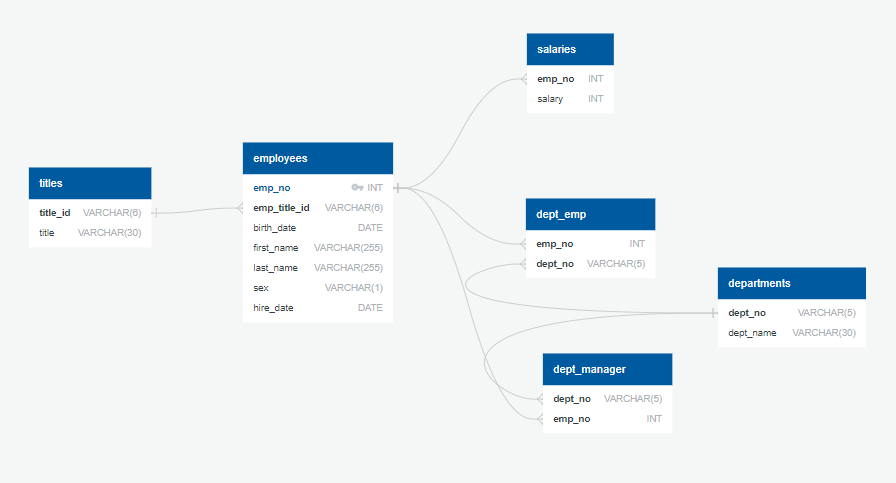 titles
title_id VARCHAR(6)
title VARCHAR(30)
employees
emp_no INT
emp_title_id VARCHAR(6)
birth_date DATE
first_name VARCHAR(255)
last_name VARCHAR(255)
sex VARCHAR(1)
hire_date DATE
salaries
emp_no INT
salary INT
dept_emp
emp_no INT
dept_no VARCHAR(5)
departments
dept_no VARCHAR(5)
dept_name VARCHAR(30)
dept_manager
dept_no VARCHAR(5)
emp_no INT